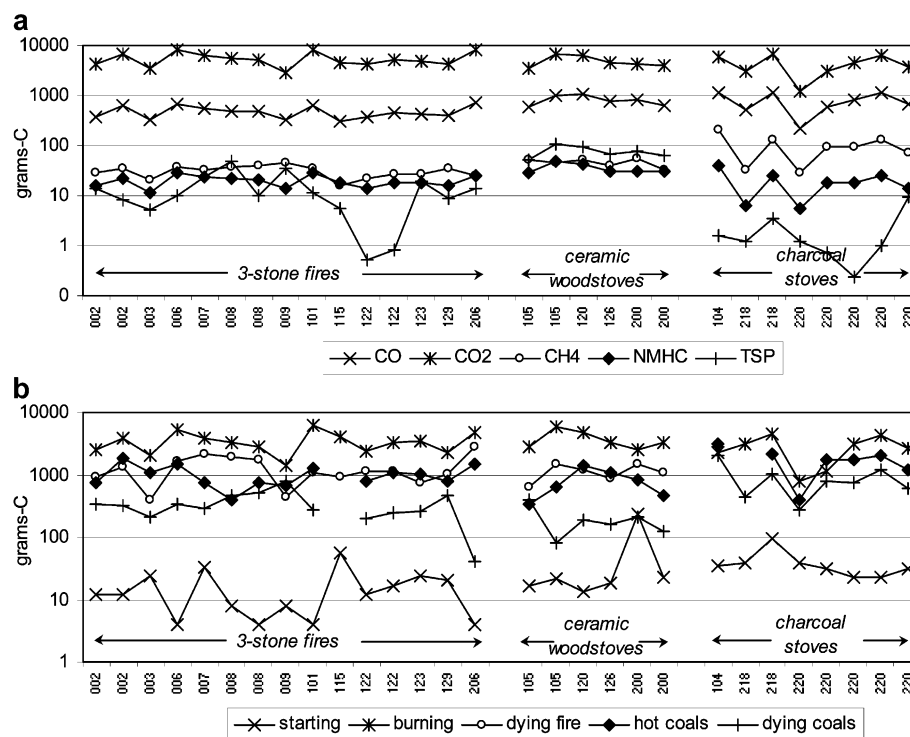 a
10000
1000
100
10
1
0
grams-C
3-stone fires
ceramic
woodstoves
charcoal
stoves
002 002 003 006 007 008 008 009 101 115 122 122 123 129 206 105 105 120 126 200 200 104 218 218 220 220 220 220 220
CO CO2 CH4 NMHC TSP
b
10000
1000
100
10
1
grams-C
3-stone fires
ceramic
woodstoves
charcoal
stoves
002 002 003 006 007 008 008 009 101 115 122 122 123 129 206 105 105 120 126 200 200 104 218 218 220 220 220 220 220
starting burning dying fire hot coals dying coals